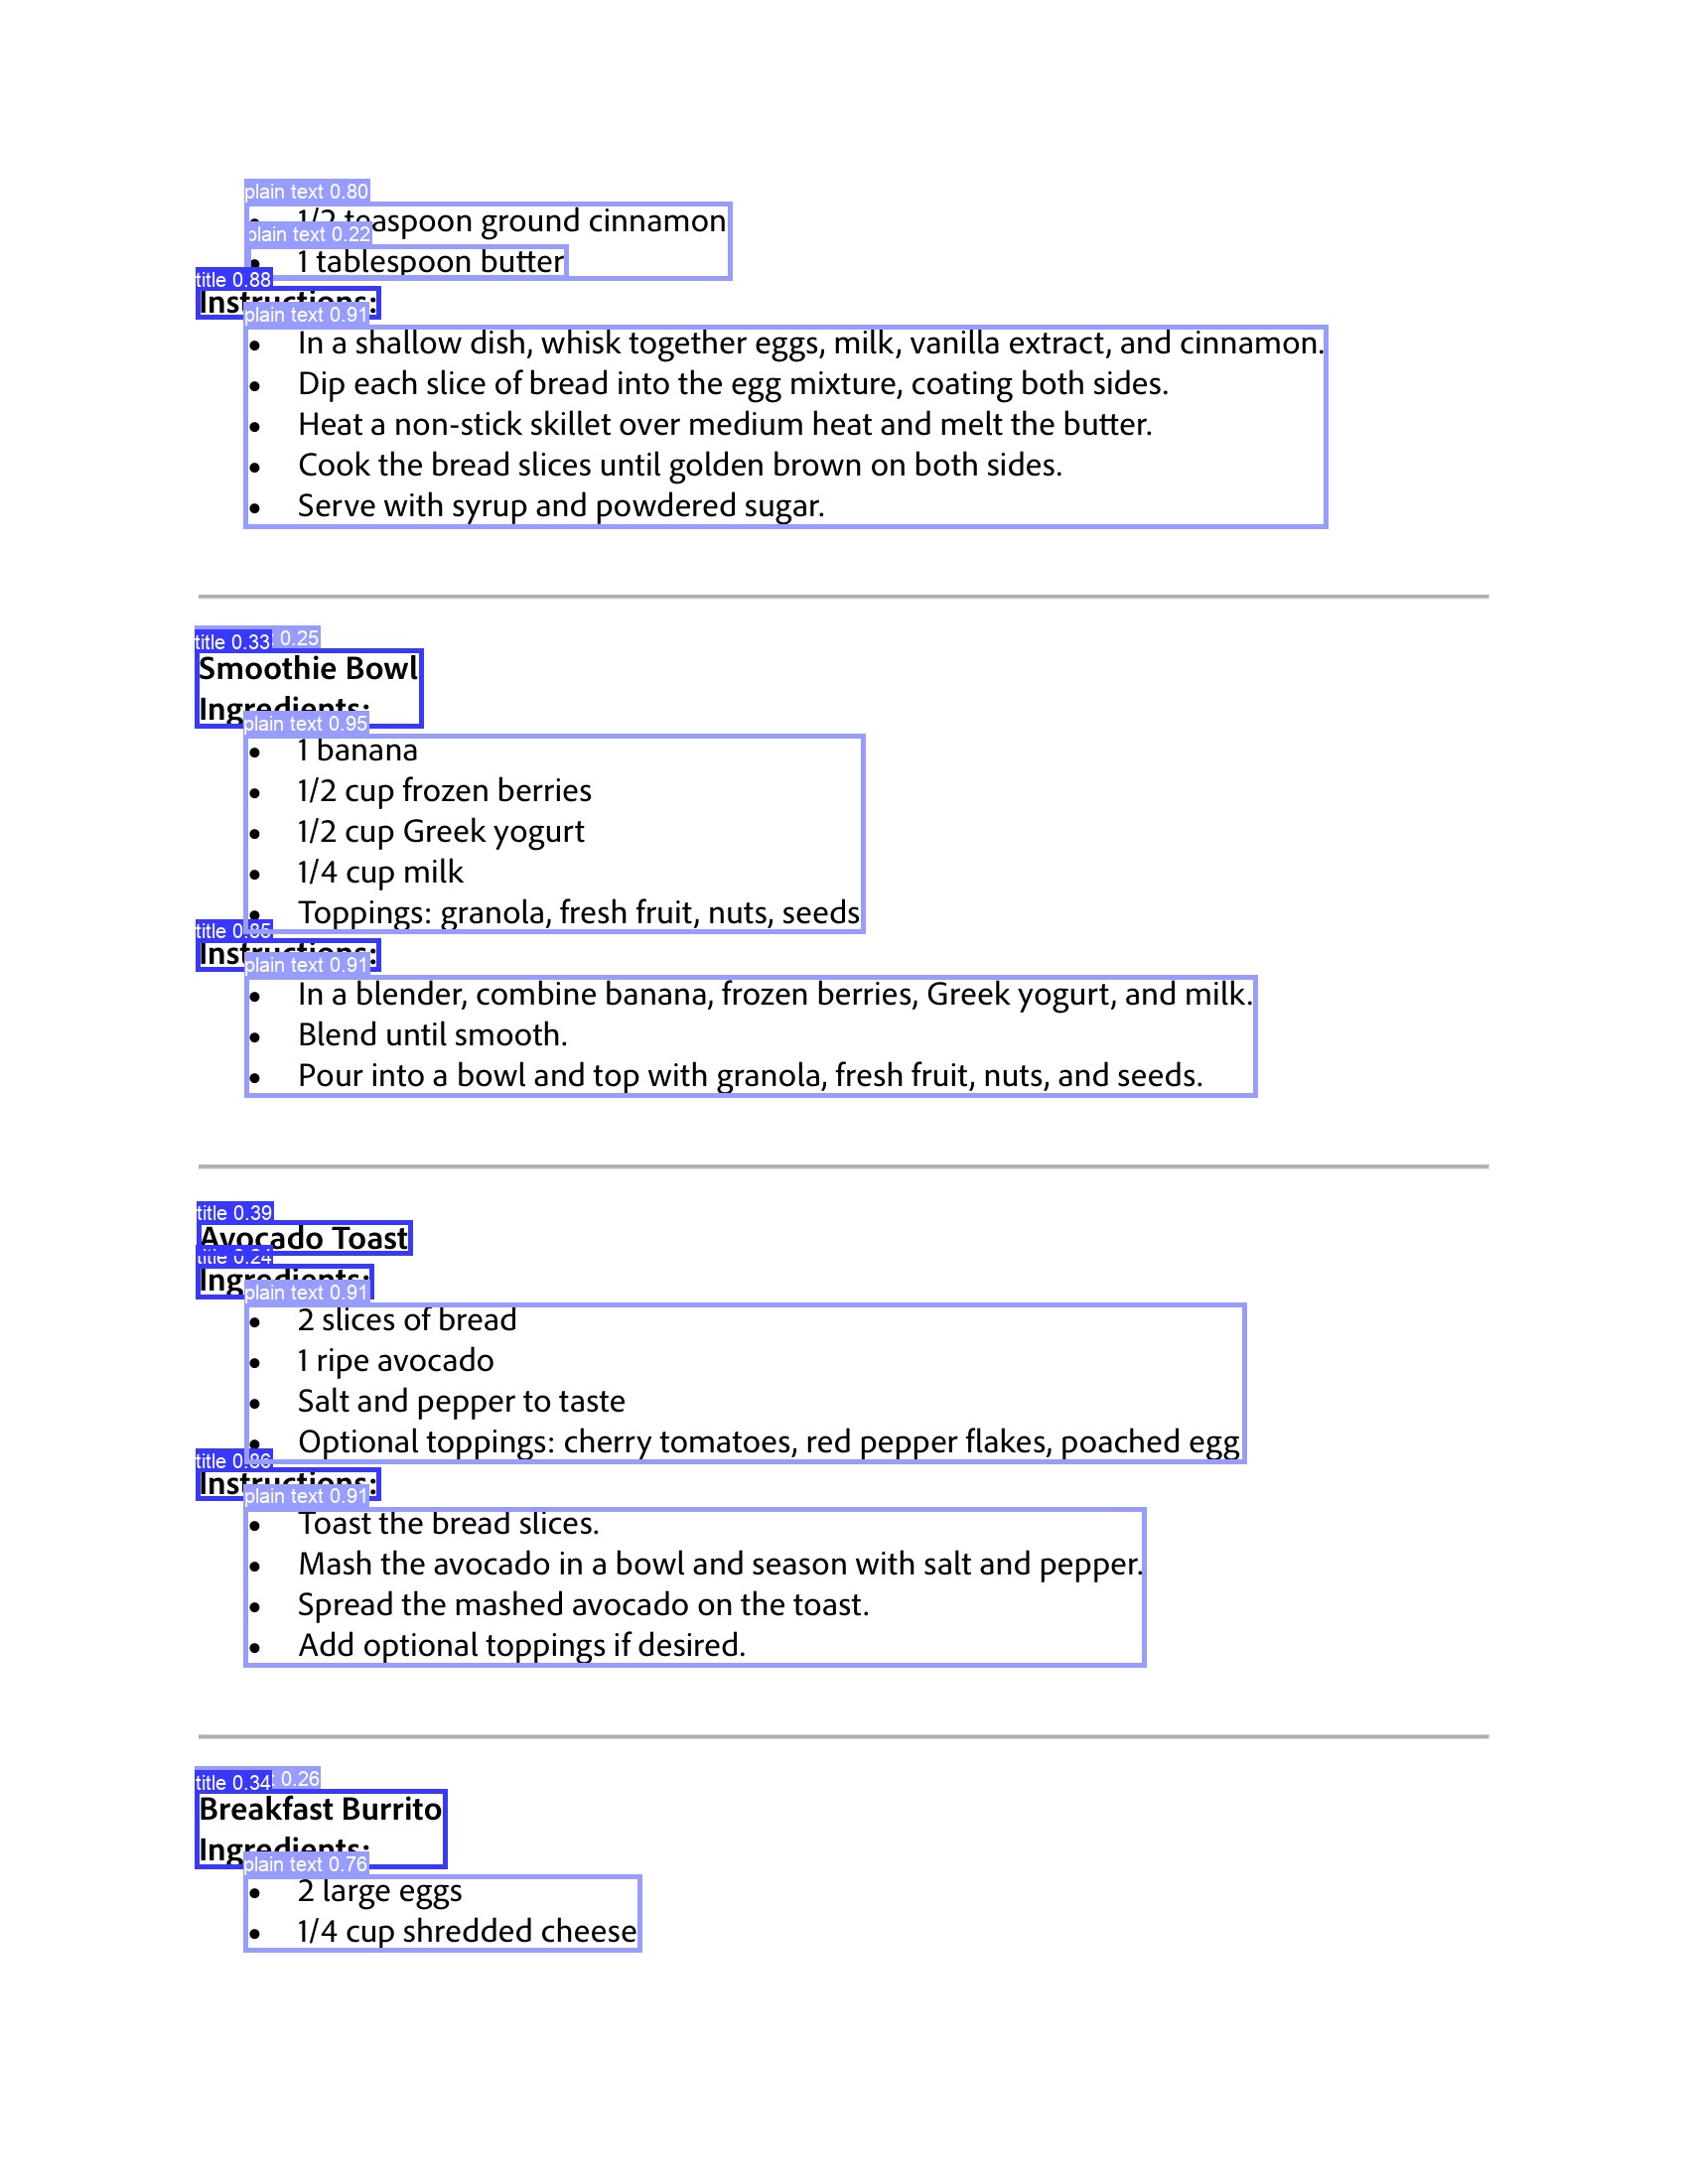 plain text 0.80
• 1/2 teaspoon ground cinnamon
plain text 0.22
• 1 tablespoon butter
title 0.88
Instructions:
plain text 0.91
• In a shallow dish, whisk together eggs, milk, vanilla extract, and cinnamon.
• Dip each slice of bread into the egg mixture, coating both sides.
• Heat a non-stick skillet over medium heat and melt the butter.
• Cook the bread slices until golden brown on both sides.
• Serve with syrup and powdered sugar.
title 0.33 0.25
Smoothie Bowl
Ingredients:
plain text 0.95
• 1 banana
• 1/2 cup frozen berries
• 1/2 cup Greek yogurt
• 1/4 cup milk
• Toppings: granola, fresh fruit, nuts, seeds
title 0.85
Instructions:
plain text 0.91
• In a blender, combine banana, frozen berries, Greek yogurt, and milk.
• Blend until smooth.
• Pour into a bowl and top with granola, fresh fruit, nuts, and seeds.
title 0.39
Avocado Toast
title 0.24
Ingredients:
plain text 0.91
• 2 slices of bread
• 1 ripe avocado
• Salt and pepper to taste
• Optional toppings: cherry tomatoes, red pepper flakes, poached egg
title 0.86
Instructions:
plain text 0.91
• Toast the bread slices.
• Mash the avocado in a bowl and season with salt and pepper.
• Spread the mashed avocado on the toast.
• Add optional toppings if desired.
title 0.34 0.26
Breakfast Burrito
Ingredients:
plain text 0.76
• 2 large eggs
• 1/4 cup shredded cheese